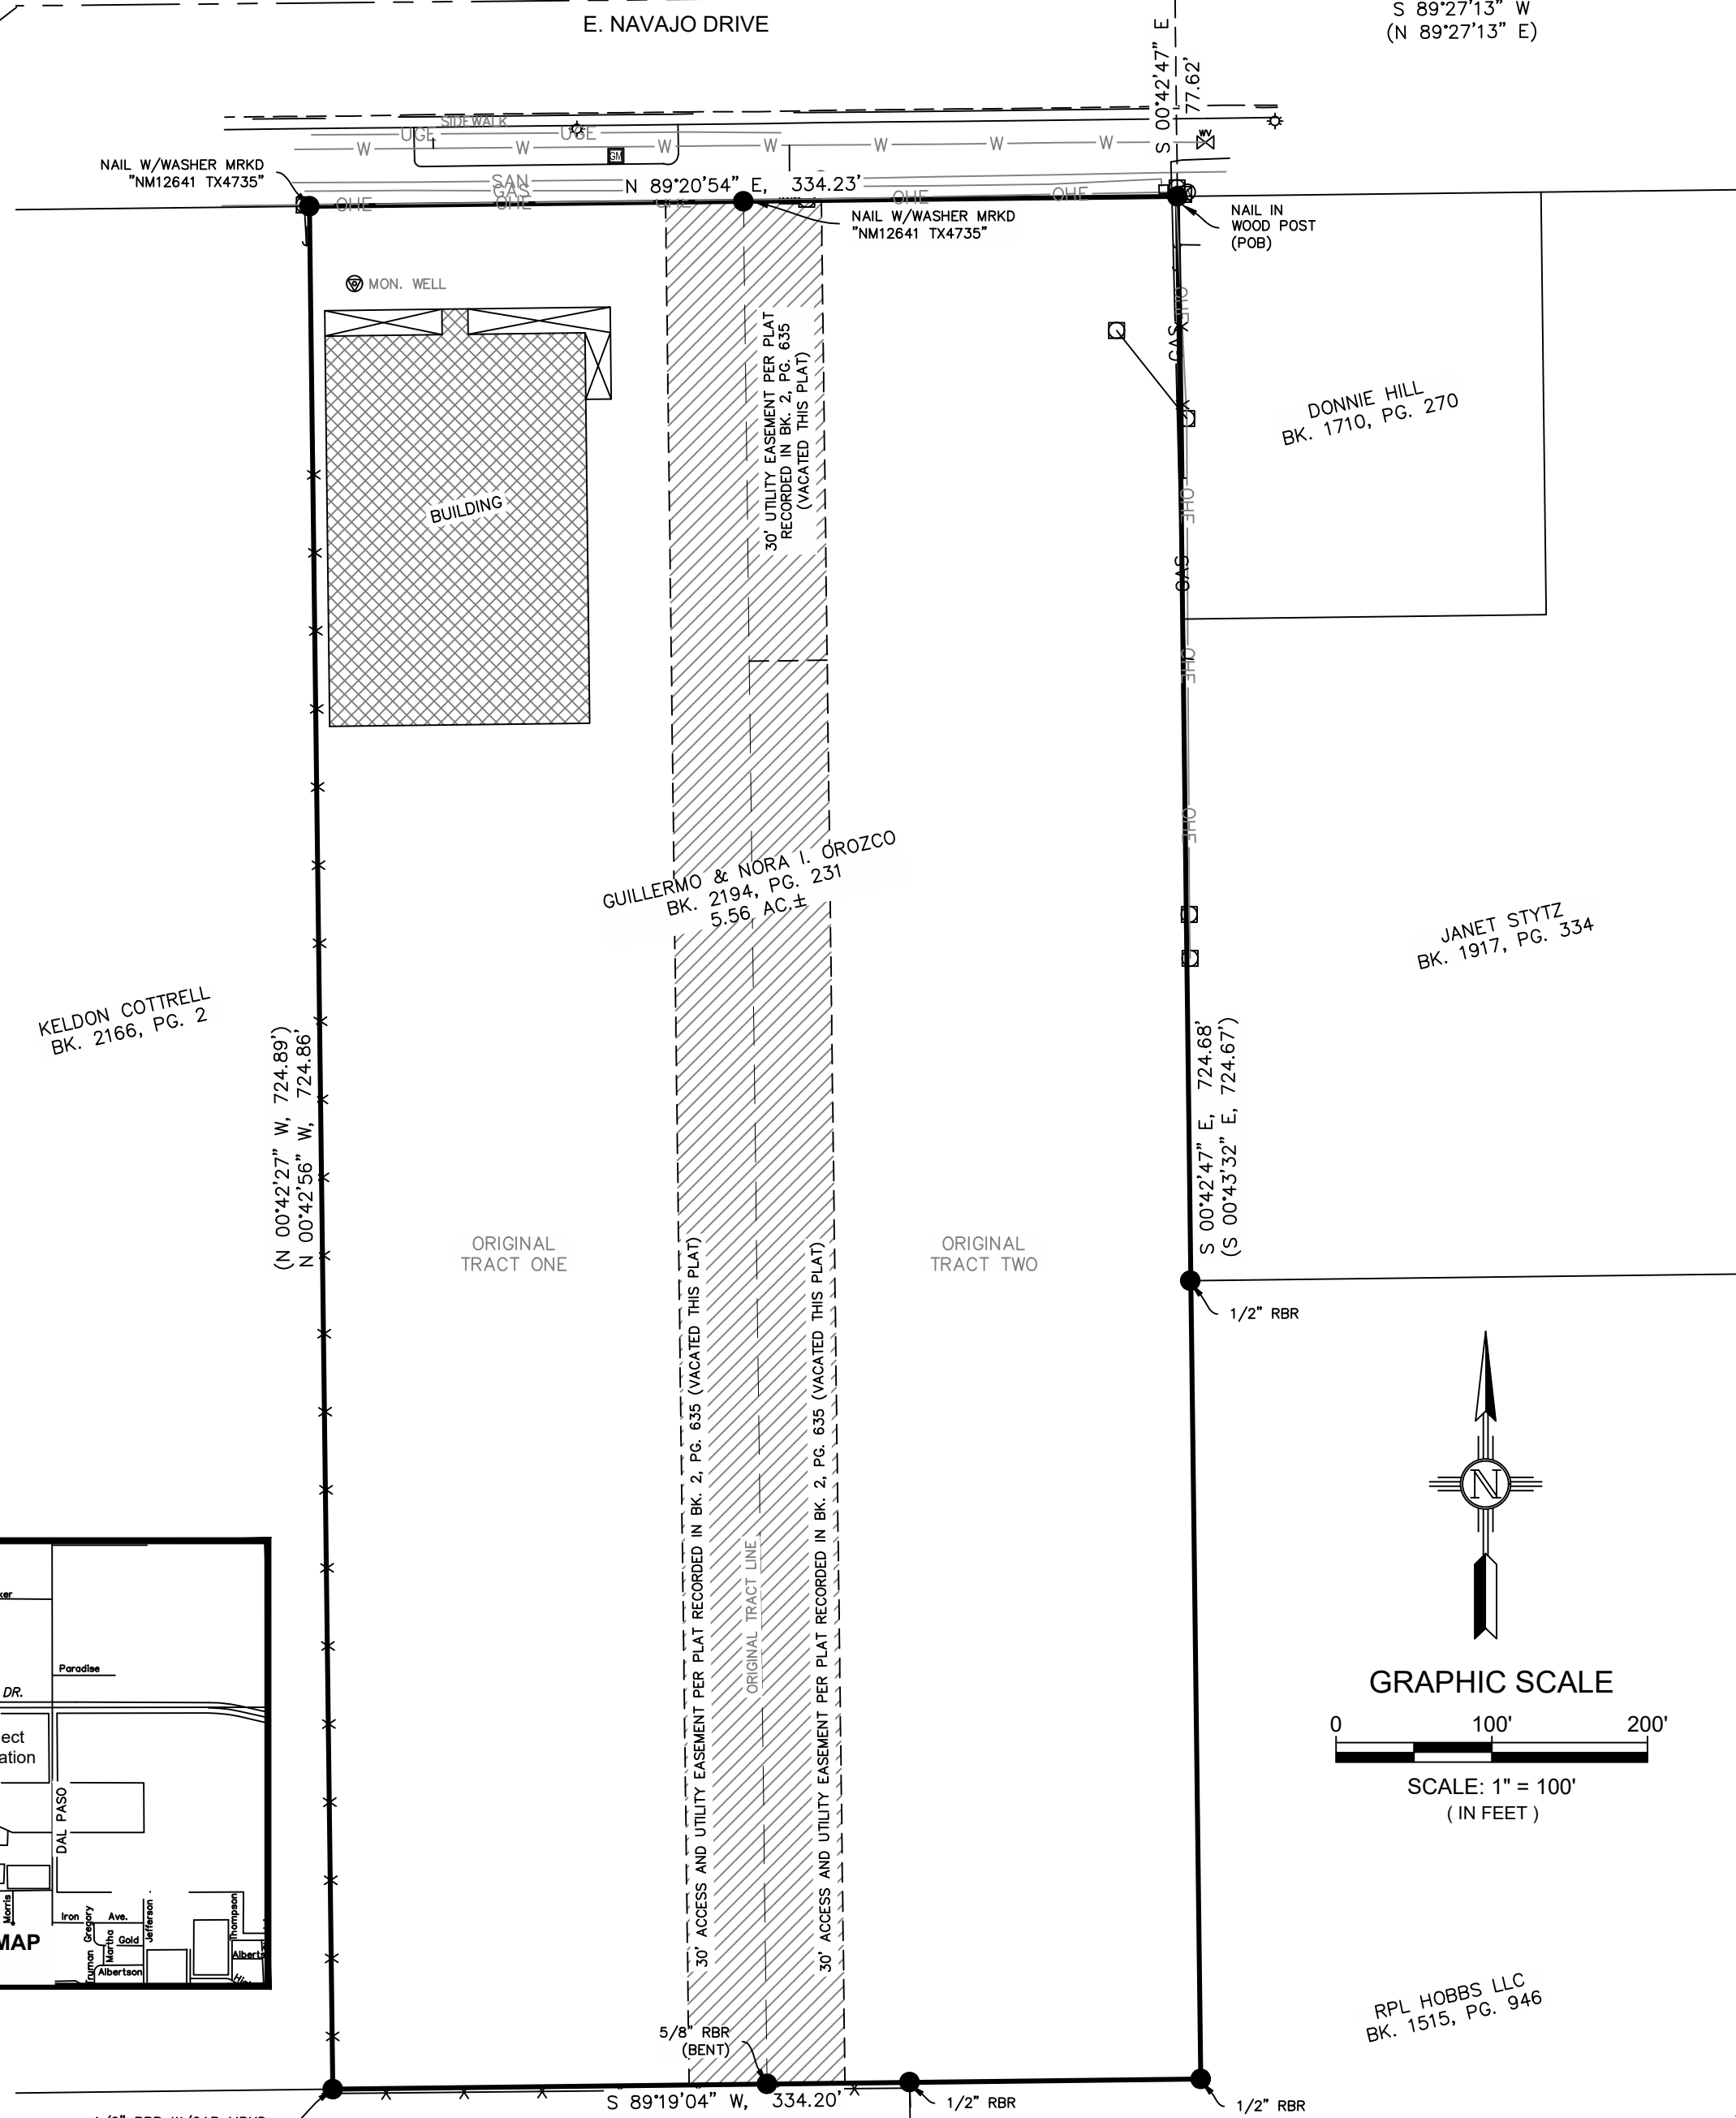 E. NAVAJO DRIVE
S 89°27'13" W
(N 89°27'13" E)
S 00°42'47" E
77.62'
SIDEWALK
UGE
UGE
W
W
W
W
W
W
W
WV
GM
NAIL W/WASHER MRKD
"NM12641 TX4735"
SAN
GAS
N 89°20'54" E, 334.23'
OHE
OHE
OHE
OHE
OHE
NAIL W/WASHER MRKD
"NM12641 TX4735"
NAIL IN
WOOD POST
(POB)
MON. WELL
30' UTILITY EASEMENT PER PLAT
RECORDED IN BK. 2, PG. 635
(VACATED THIS PLAT)
GAS
DONNIE HILL
BK. 1710, PG. 270
BUILDING
OHE
GAS
OHE
OHE
GUILLERMO & NORA I. OROZCO
BK. 2194, PG. 231
5.56 AC.±
JANET STYTZ
BK. 1917, PG. 334
KELDON COTTRELL
BK. 2166, PG. 2
(N 00°42'27" W, 724.89')
N 00°42'56" W, 724.86'
S 00°42'47" E, 724.68'
(S 00°43'32" E, 724.67')
ORIGINAL
TRACT ONE
ORIGINAL
TRACT TWO
30' ACCESS AND UTILITY EASEMENT PER PLAT RECORDED IN BK. 2, PG. 635 (VACATED THIS PLAT)
ORIGINAL TRACT LINE
30' ACCESS AND UTILITY EASEMENT PER PLAT RECORDED IN BK. 2, PG. 635 (VACATED THIS PLAT)
1/2" RBR
N
GRAPHIC SCALE
0 100' 200'
SCALE: 1" = 100'
( IN FEET )
ker
Paradise
DR.
ect
ation
DAL PASO
Morris
Iron Ave.
Gregory
Jefferson
Thompson
Martha
Gold
Truman
Albertson
Albert
MAP
RPL HOBBS LLC
BK. 1515, PG. 946
5/8" RBR
(BENT)
S 89°19'04" W, 334.20'
1/2" RBR
1/2" RBR